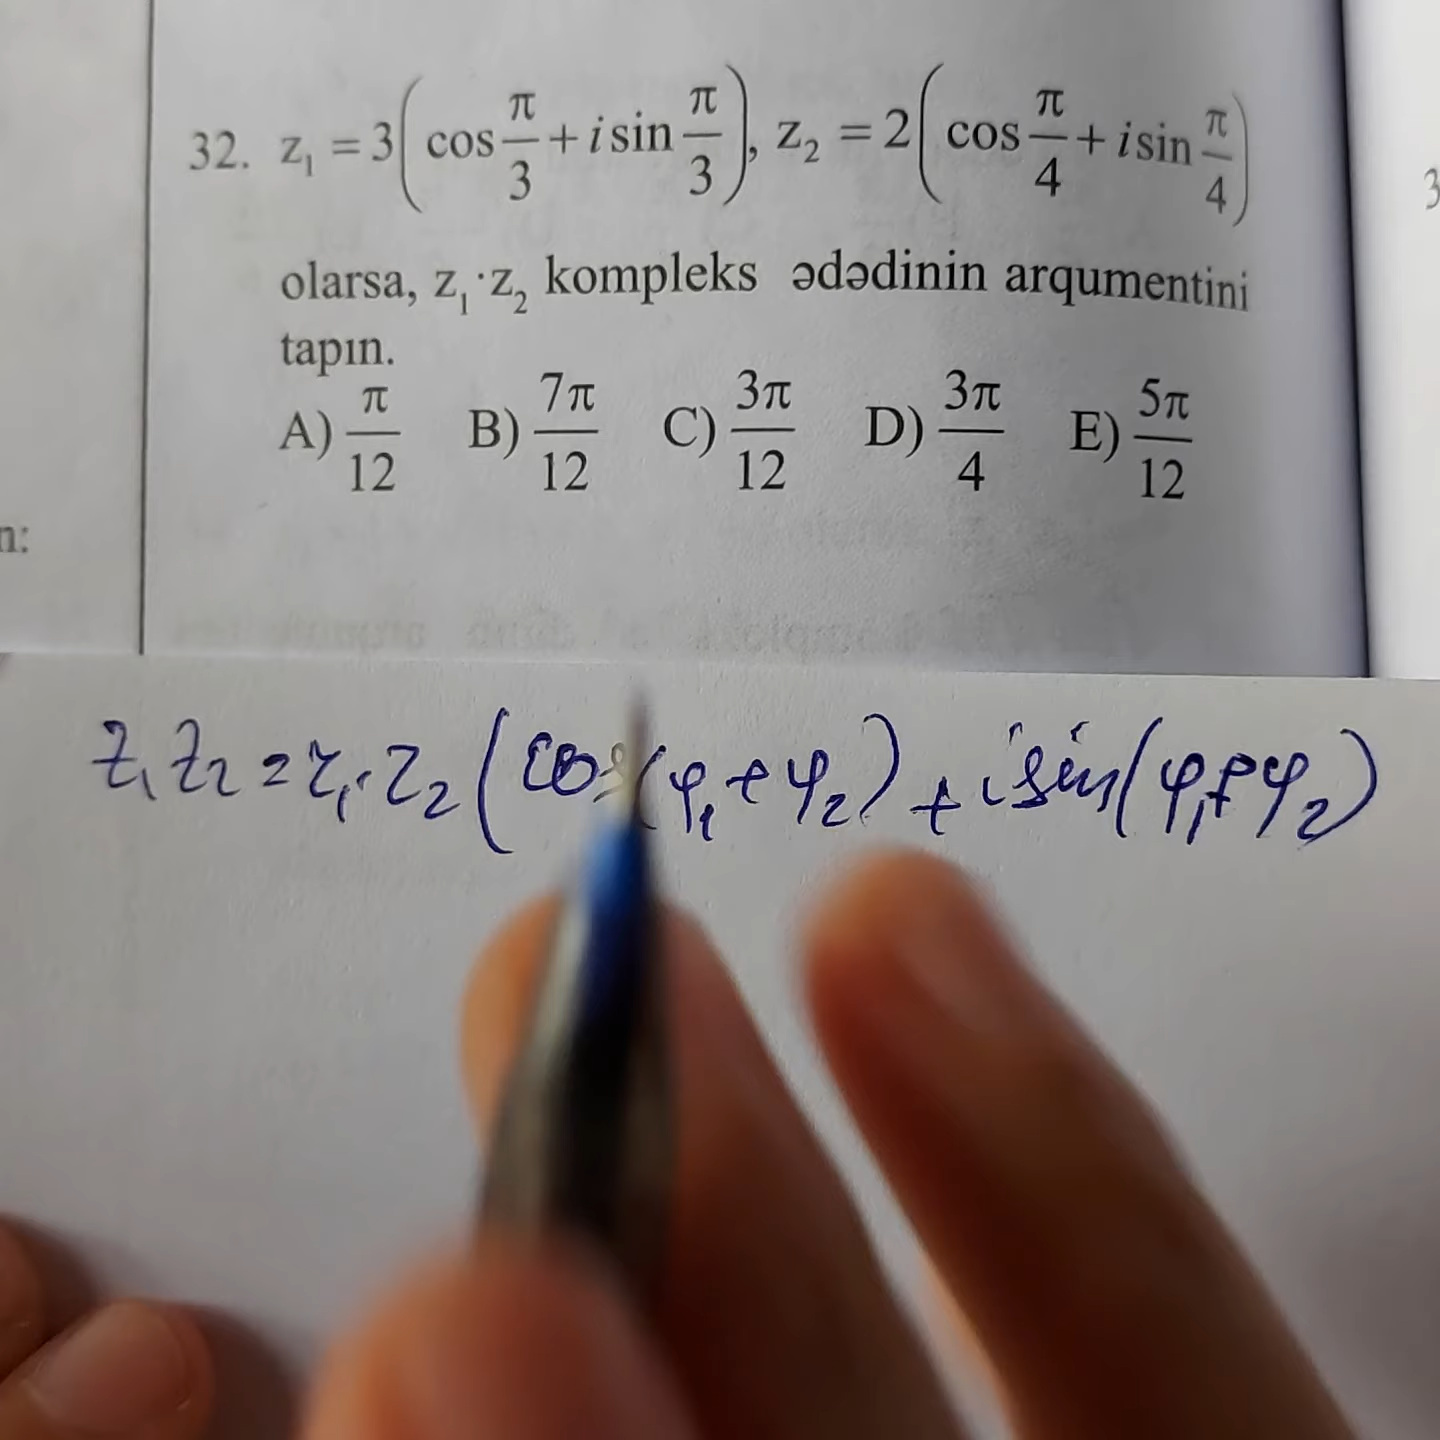 32. z₁ = 3(cos π/3 + i sin π/3), z₂ = 2(cos π/4 + i sin π/4)
olarsa, z₁·z₂ kompleks ədədinin arqumentini
tapın.
A) π/12 B) 7π/12 C) 3π/12 D) 3π/4 E) 5π/12
n:
3
z₁z₂ = z₁·z₂(cos(φ₁+φ₂) + i sin(φ₁+φ₂)